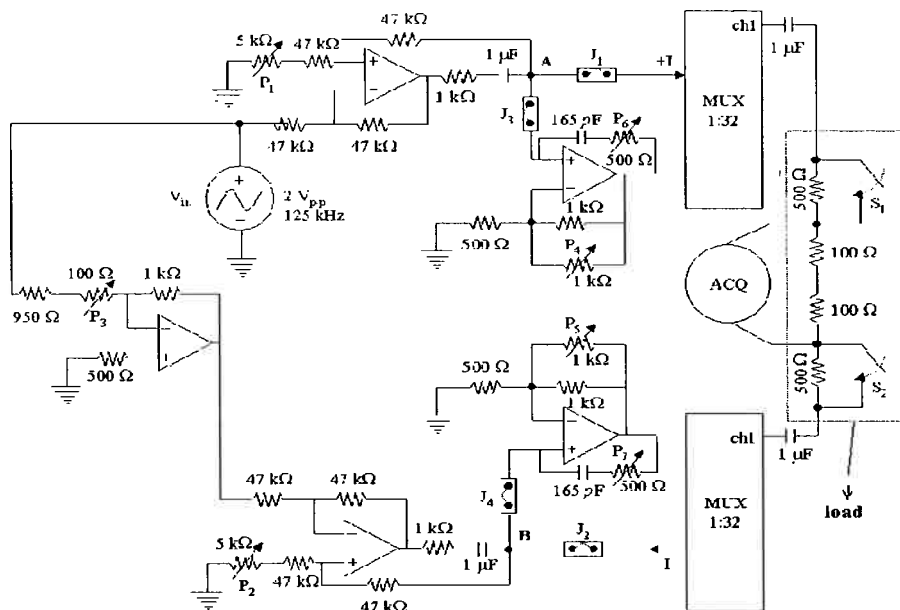 47 kΩ
5 kΩ
47 kΩ
P1
+
−
1 kΩ
1 µF
A
J1
+I
MUX
1:32
ch1
1 µF
47 kΩ
47 kΩ
J3
165 pF
P6
500 Ω
+
−
1 kΩ
500 Ω
P4
1 kΩ
Vin
+
−
2 Vpp
125 kHz
500 Ω
S1
100 Ω
ACQ
100 Ω
500 Ω
S2
950 Ω
100 Ω
P3
1 kΩ
500 Ω
P5
1 kΩ
500 Ω
1 kΩ
−
+
165 pF
P7
500 Ω
MUX
1:32
ch1
1 µF
load
47 kΩ
47 kΩ
J4
B
J2
I
5 kΩ
P2
47 kΩ
−
+
1 kΩ
1 µF
47 kΩ